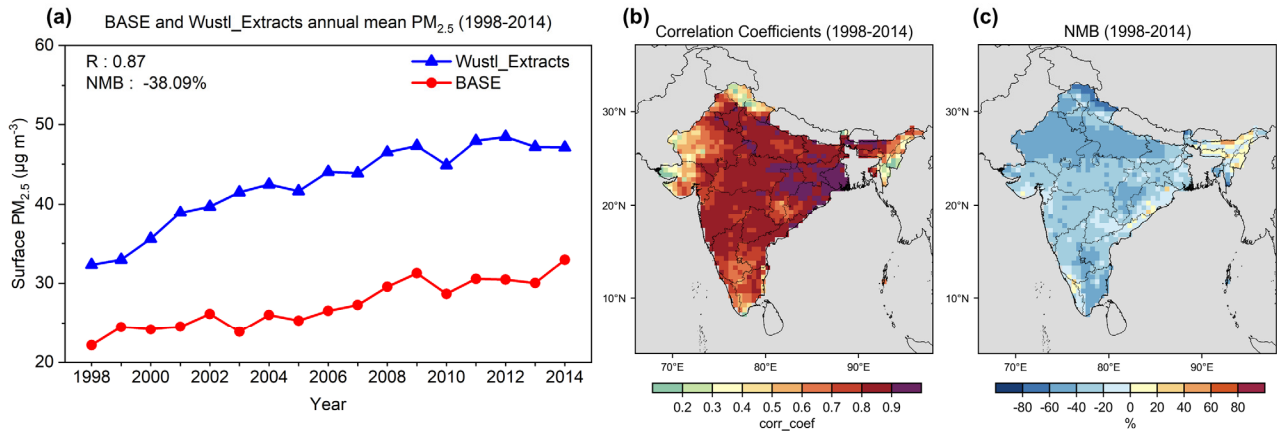 (a)
BASE and Wustl_Extracts annual mean PM2.5 (1998-2014)
R : 0.87
NMB : -38.09%
Wustl_Extracts
BASE
Surface PM2.5 (μg m-3)
60
50
40
30
20
1998 2000 2002 2004 2006 2008 2010 2012 2014
Year
(b)
Correlation Coefficients (1998-2014)
30°N
20°N
10°N
70°E 80°E 90°E
0.2 0.3 0.4 0.5 0.6 0.7 0.8 0.9
corr_coef
(c)
NMB (1998-2014)
30°N
20°N
10°N
70°E 80°E 90°E
-80 -60 -40 -20 0 20 40 60 80
%